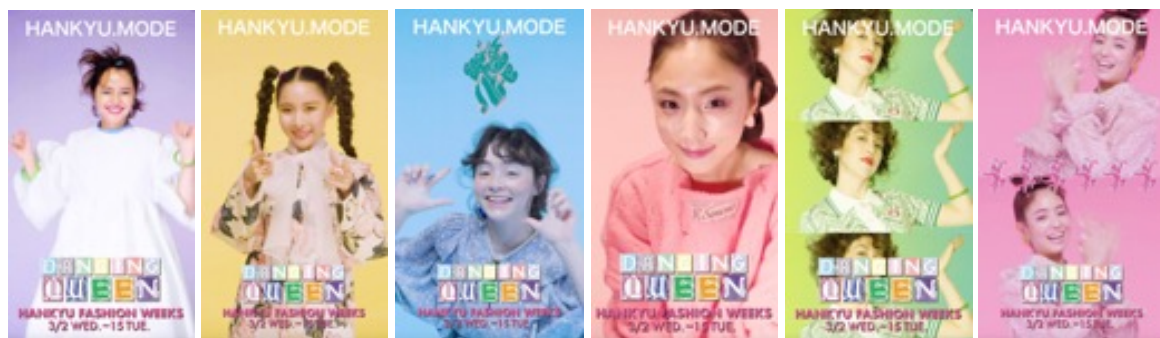 HANKYU.MODE
DANCING
QUEEN
HANKYU FASHION WEEKS
3/2 WED.–15 TUE.
HANKYU.MODE
DANCING
QUEEN
HANKYU FASHION WEEKS
3/2 WED.–15 TUE.
HANKYU.MODE
DANCING
QUEEN
HANKYU FASHION WEEKS
3/2 WED.–15 TUE.
HANKYU.MODE
DANCING
QUEEN
HANKYU FASHION WEEKS
3/2 WED.–15 TUE.
HANKYU.MODE
DANCING
QUEEN
HANKYU FASHION WEEKS
3/2 WED.–15 TUE.
HANKYU.MODE
DANCING
QUEEN
HANKYU FASHION WEEKS
3/2 WED.–15 TUE.